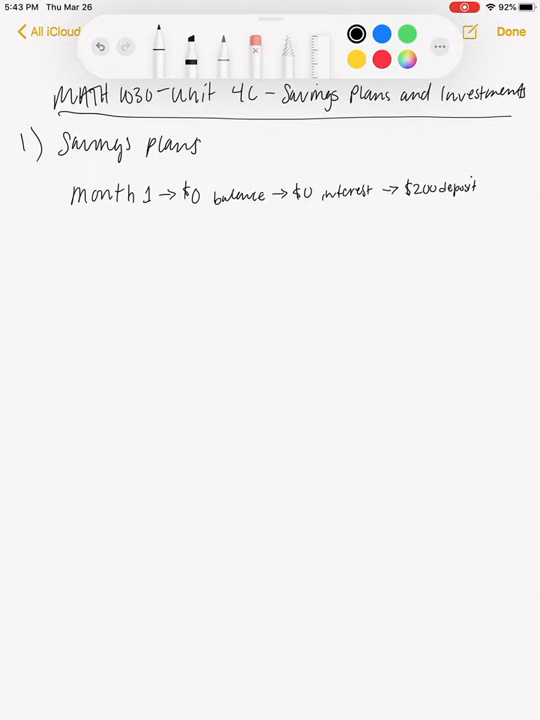 5:43 PM Thu Mar 26
92%
All iCloud
Done
MATH 1030 - Unit 4C - Savings Plans and Investments
1) Savings plans
month 1 → $0 balance → $0 interest → $200 deposit